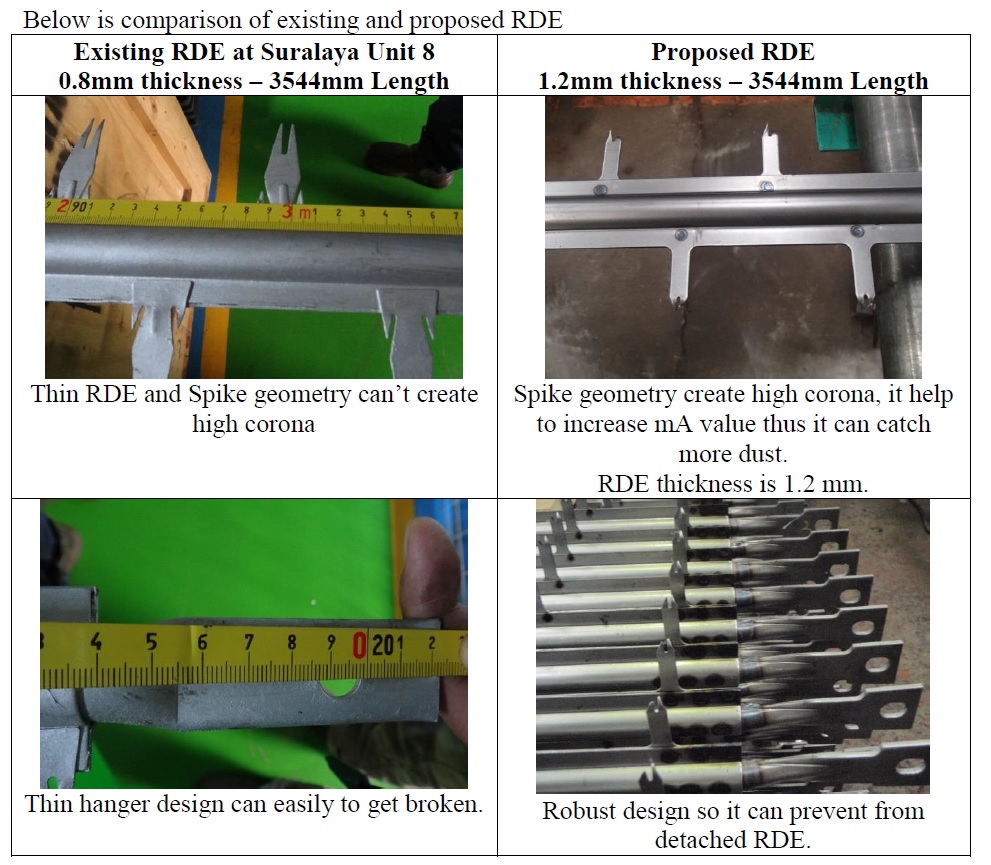 Below is comparison of existing and proposed RDE
Existing RDE at Suralaya Unit 8
0.8mm thickness – 3544mm Length
Proposed RDE
1.2mm thickness – 3544mm Length
9 2 90 1 2 3 4 5 6 7 8 9 3 m 1 2 3 4 5 6 7
Thin RDE and Spike geometry can’t create
high corona
Spike geometry create high corona, it help
to increase mA value thus it can catch
more dust.
RDE thickness is 1.2 mm.
3 4 5 6 7 8 9 0 20 1 2
Thin hanger design can easily to get broken.
Robust design so it can prevent from
detached RDE.